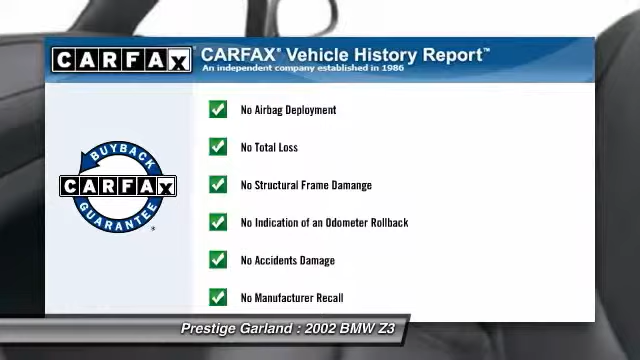 CARFAX
CARFAX® Vehicle History Report™
An independent company established in 1986
No Airbag Deployment
No Total Loss
No Structural Frame Damange
No Indication of an Odometer Rollback
No Accidents Damage
No Manufacturer Recall
BUYBACK
CARFAX
GUARANTEE
*
Prestige Garland : 2002 BMW Z3